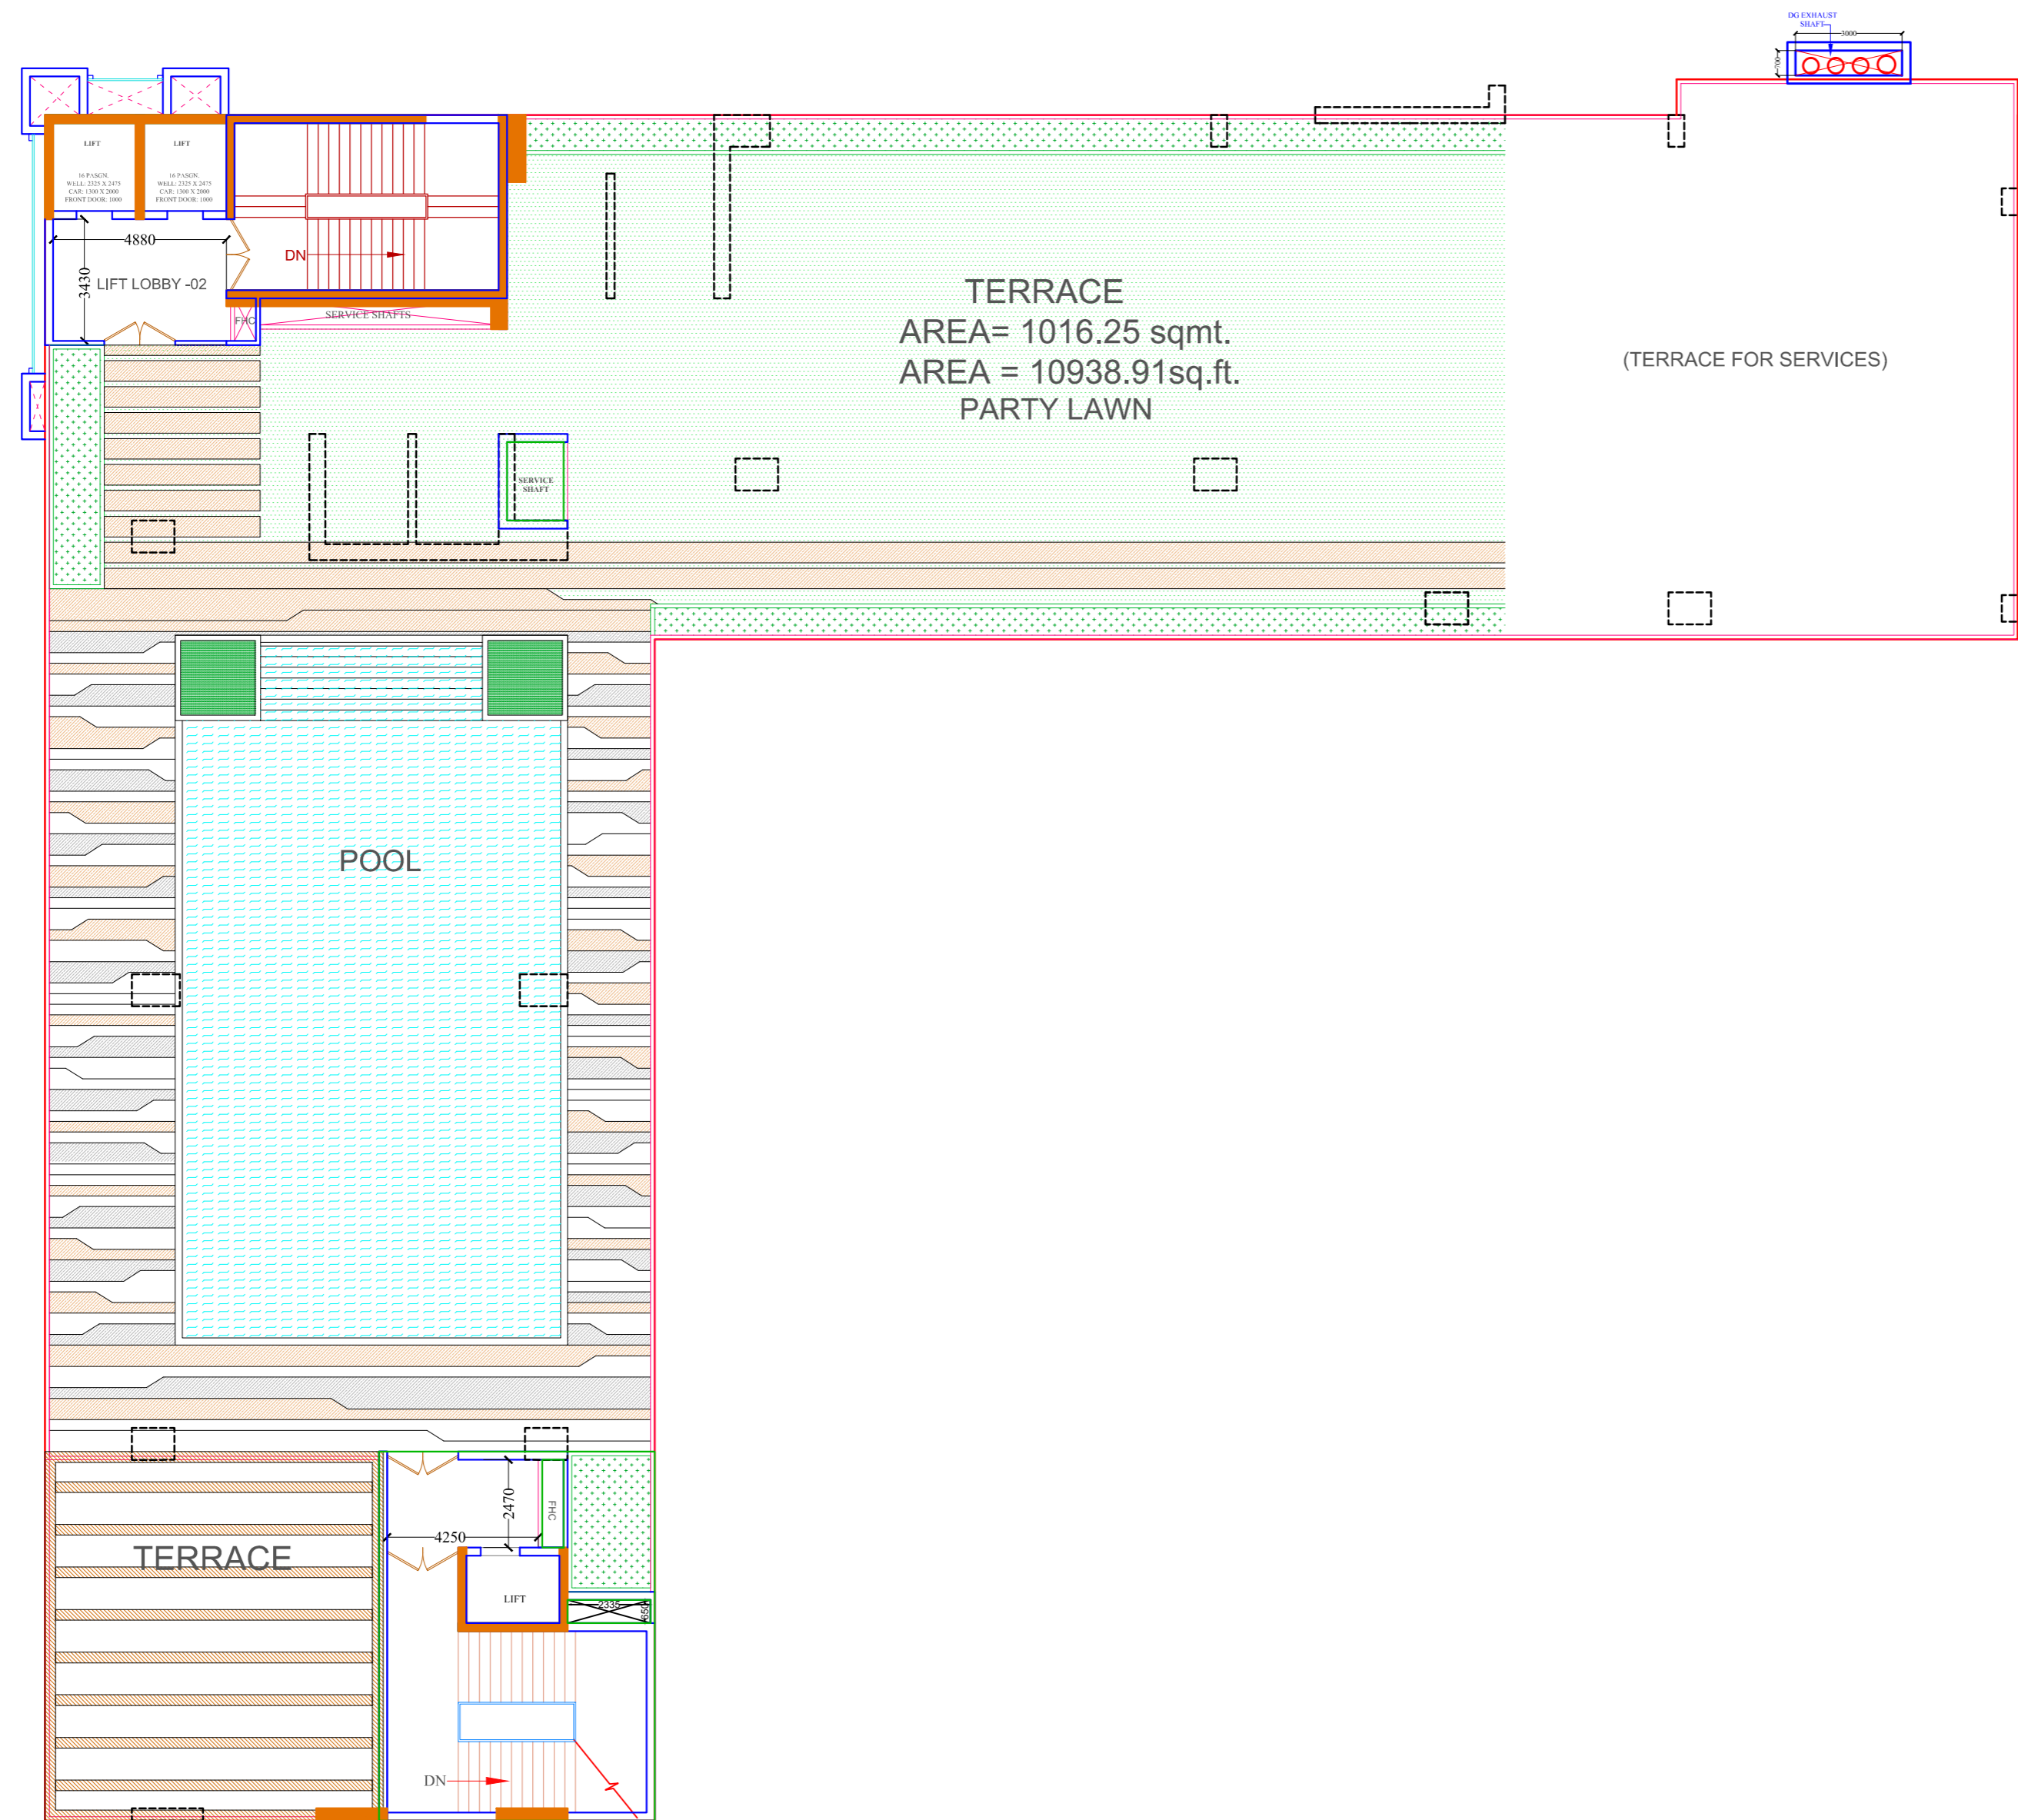 DG EXHAUST
SHAFT
3000
700
LIFT
LIFT
16 PASGN.
WELL: 2325 X 2475
CAR: 1300 X 2000
FRONT DOOR: 1000
16 PASGN.
WELL: 2325 X 2475
CAR: 1300 X 2000
FRONT DOOR: 1000
4880
3430
LIFT LOBBY -02
DN
FHC
SERVICE SHAFTS
TERRACE
AREA= 1016.25 sqmt.
AREA = 10938.91sq.ft.
PARTY LAWN
(TERRACE FOR SERVICES)
SERVICE
SHAFT
POOL
TERRACE
2470
FHC
4250
LIFT
2335
650
DN